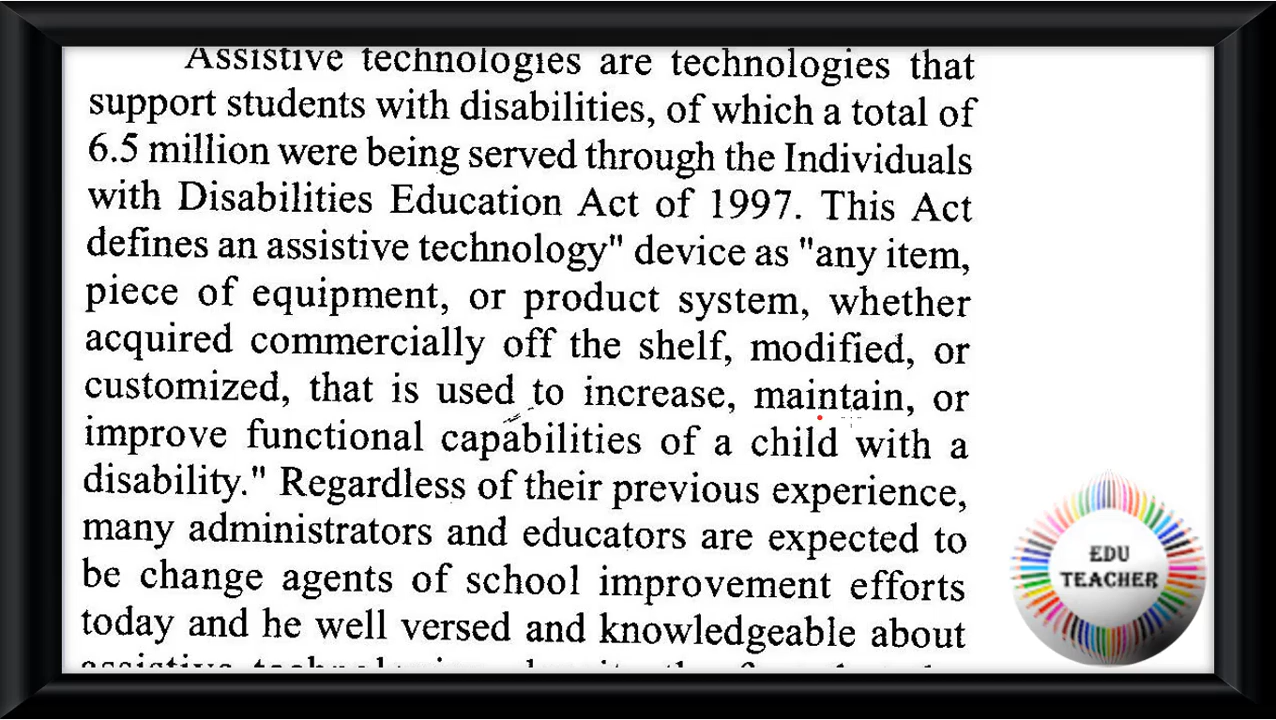 Assistive technologies are technologies that
support students with disabilities, of which a total of
6.5 million were being served through the Individuals
with Disabilities Education Act of 1997. This Act
defines an assistive technology" device as "any item,
piece of equipment, or product system, whether
acquired commercially off the shelf, modified, or
customized, that is used to increase, maintain, or
improve functional capabilities of a child with a
disability." Regardless of their previous experience,
many administrators and educators are expected to
be change agents of school improvement efforts
today and he well versed and knowledgeable about
EDU
TEACHER